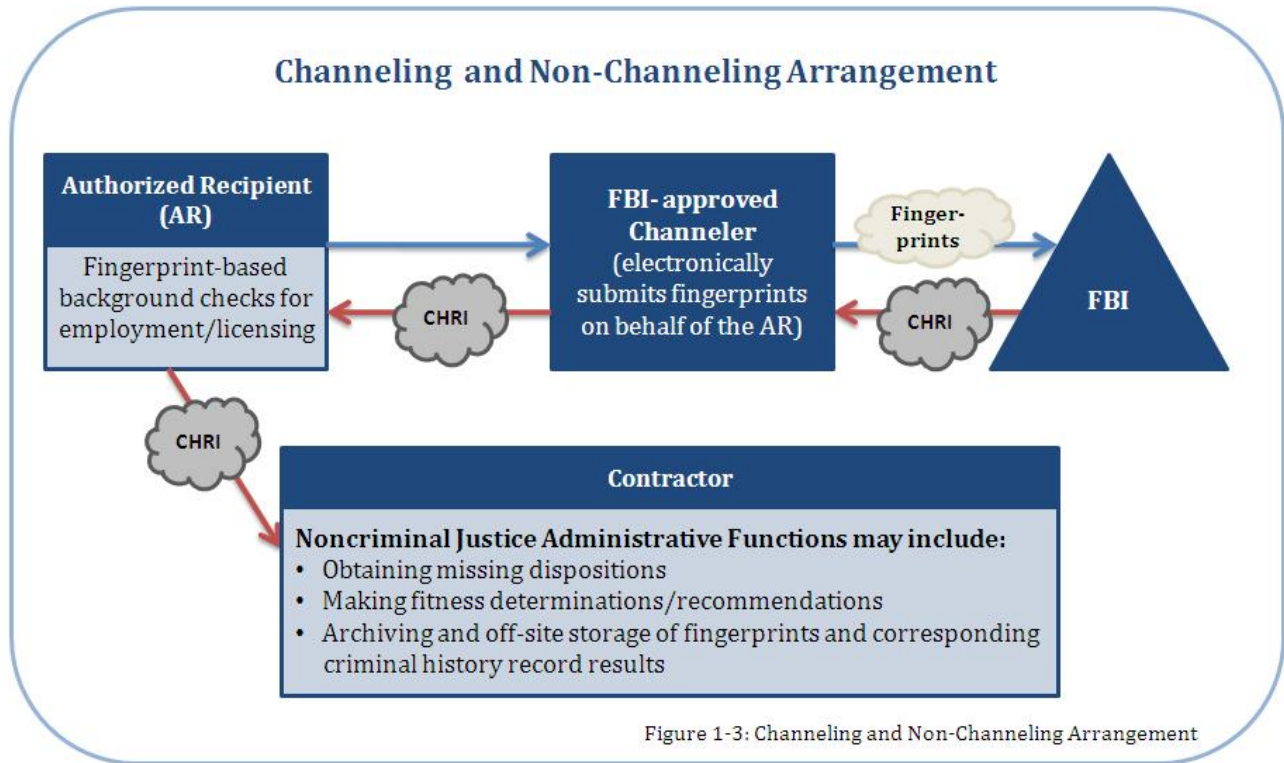 Channeling and Non-Channeling Arrangement
Authorized Recipient
(AR)
Fingerprint-based
background checks for
employment/licensing
FBI- approved
Channeler
(electronically
submits fingerprints
on behalf of the AR)
Finger-
prints
FBI
CHRI
CHRI
CHRI
Contractor
Noncriminal Justice Administrative Functions may include:
• Obtaining missing dispositions
• Making fitness determinations/recommendations
• Archiving and off-site storage of fingerprints and corresponding
criminal history record results
Figure 1-3: Channeling and Non-Channeling Arrangement